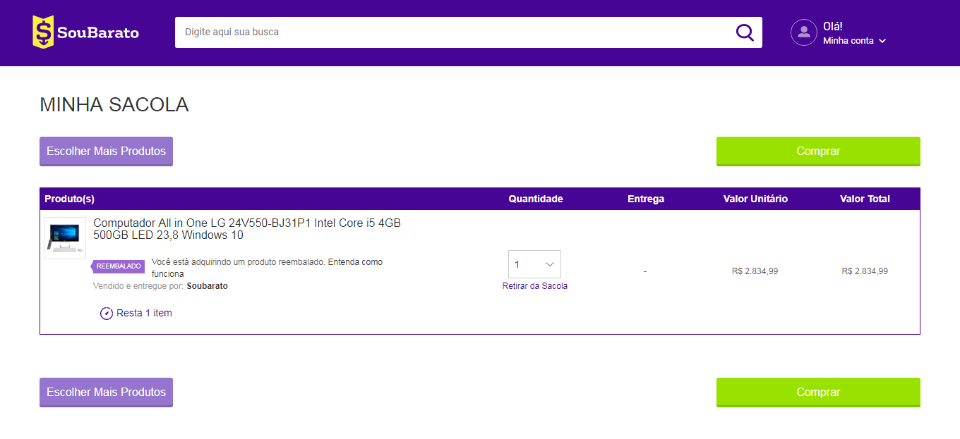 SouBarato
Digite aqui sua busca
Olá!
Minha conta
MINHA SACOLA
Escolher Mais Produtos
Comprar
Produto(s) Quantidade Entrega Valor Unitário Valor Total
Computador All in One LG 24V550-BJ31P1 Intel Core i5 4GB
500GB LED 23,8 Windows 10
REEMBALADO Você está adquirindo um produto reembalado. Entenda como
funciona
Vendido e entregue por: Soubarato
1
Retirar da Sacola
-
R$ 2.834,99
R$ 2.834,99
Resta 1 item
Escolher Mais Produtos
Comprar